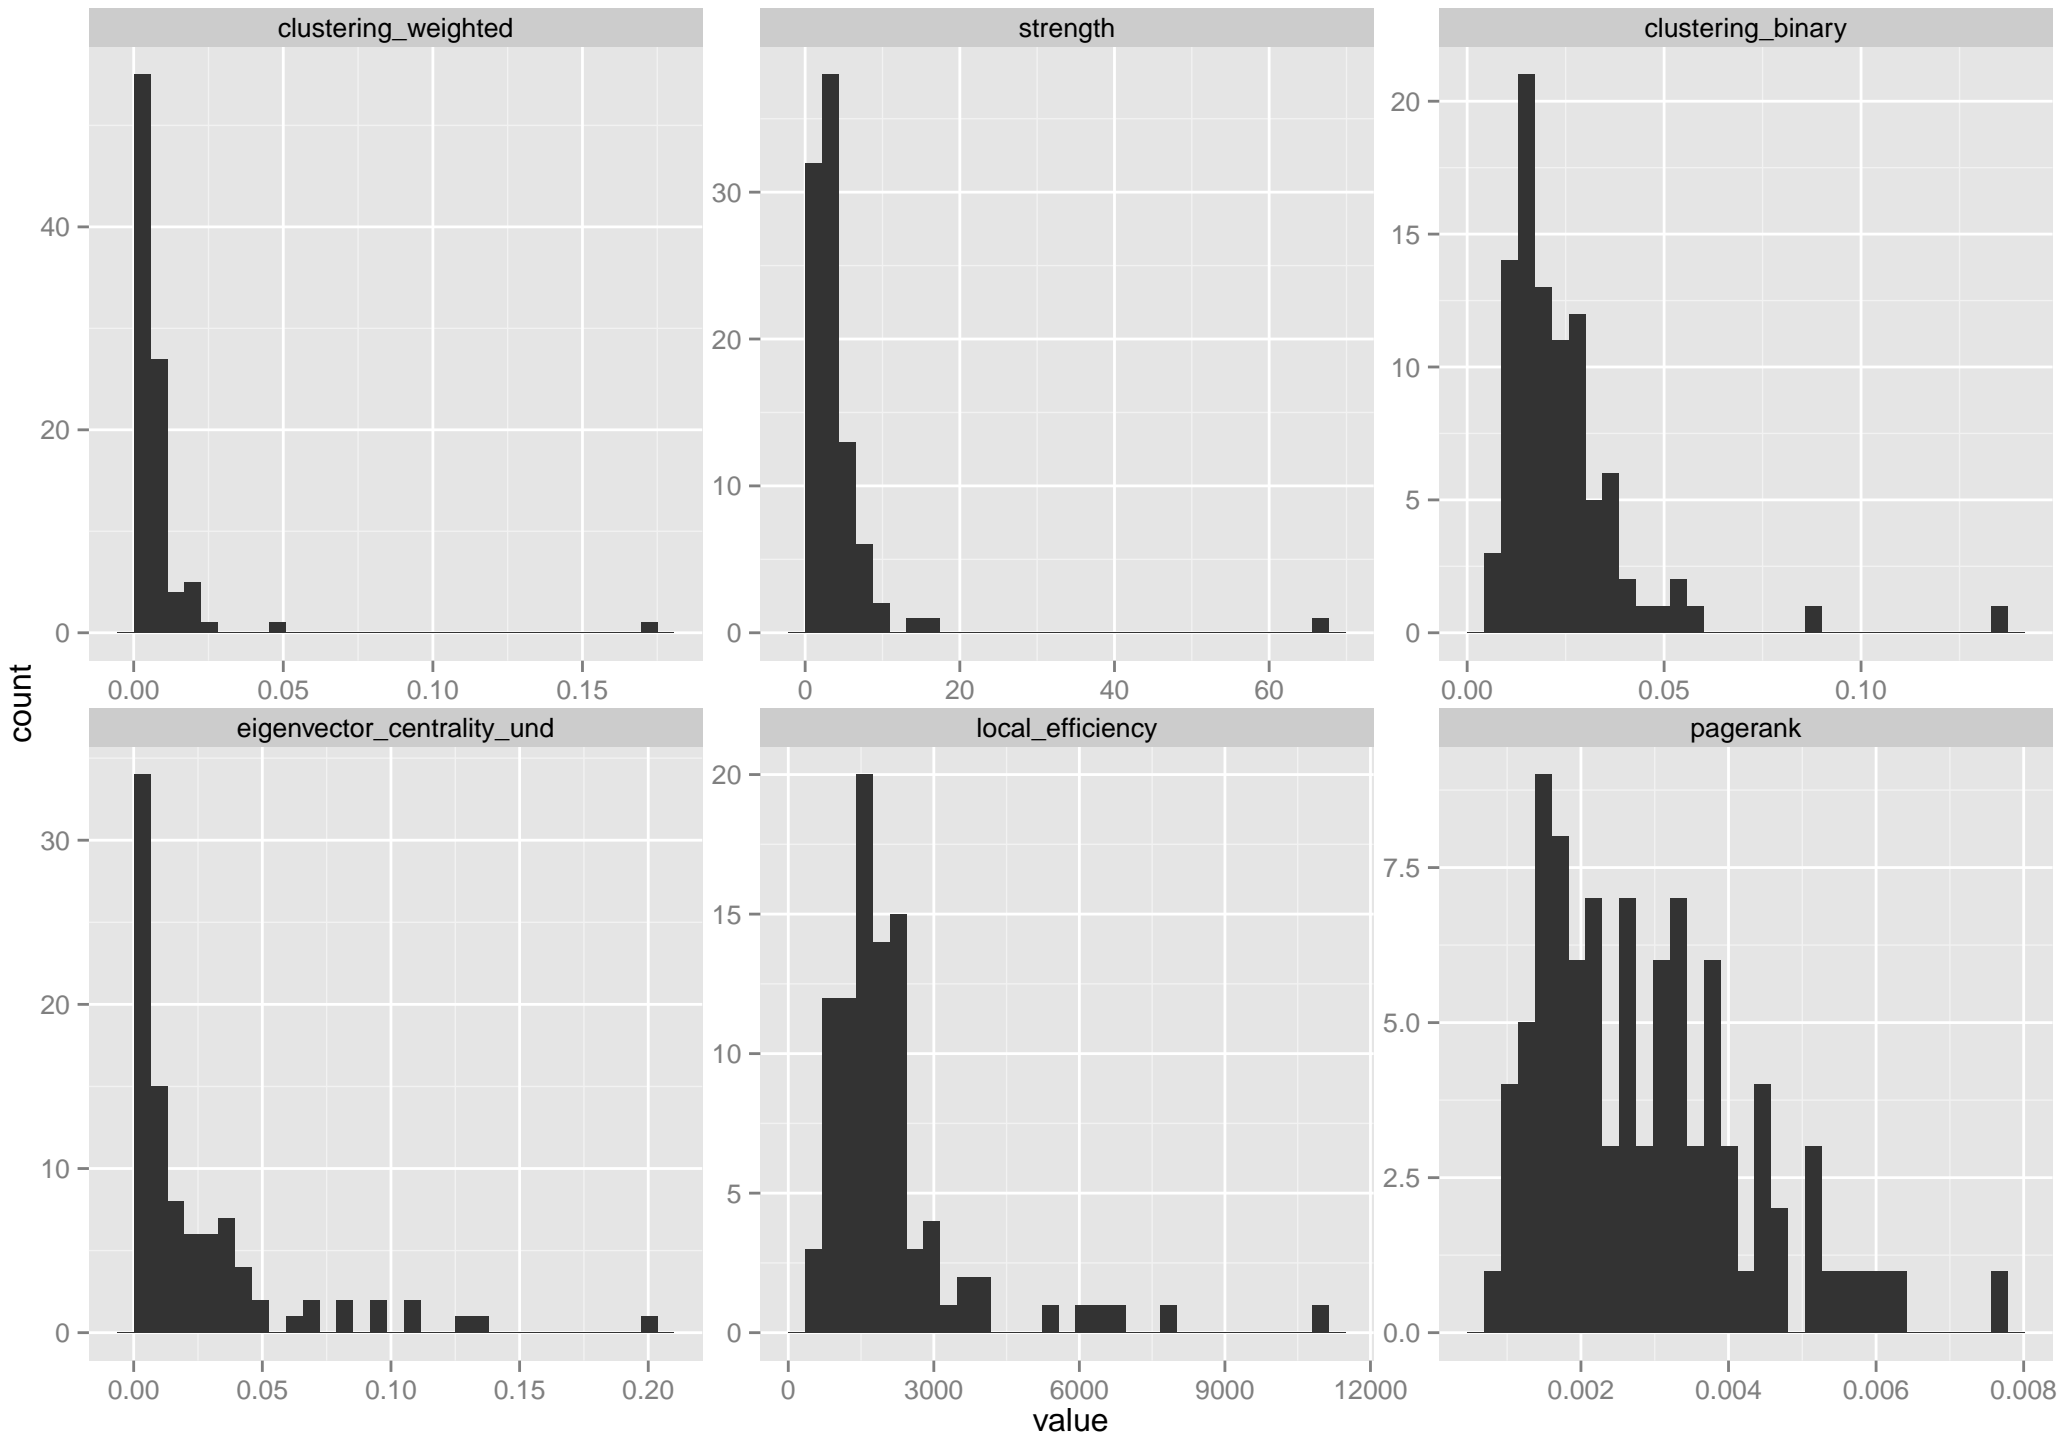 clustering_weighted
strength
clustering_binary
40
20
0
30
20
10
0
20
15
10
5
0
0.00 0.05 0.10 0.15
0 20 40 60
0.00 0.05 0.10
count
eigenvector_centrality_und
local_efficiency
pagerank
30
20
10
0
20
15
10
5
0
7.5
5.0
2.5
0.0
0.00 0.05 0.10 0.15 0.20
0 3000 6000 9000 12000
0.002 0.004 0.006 0.008
value